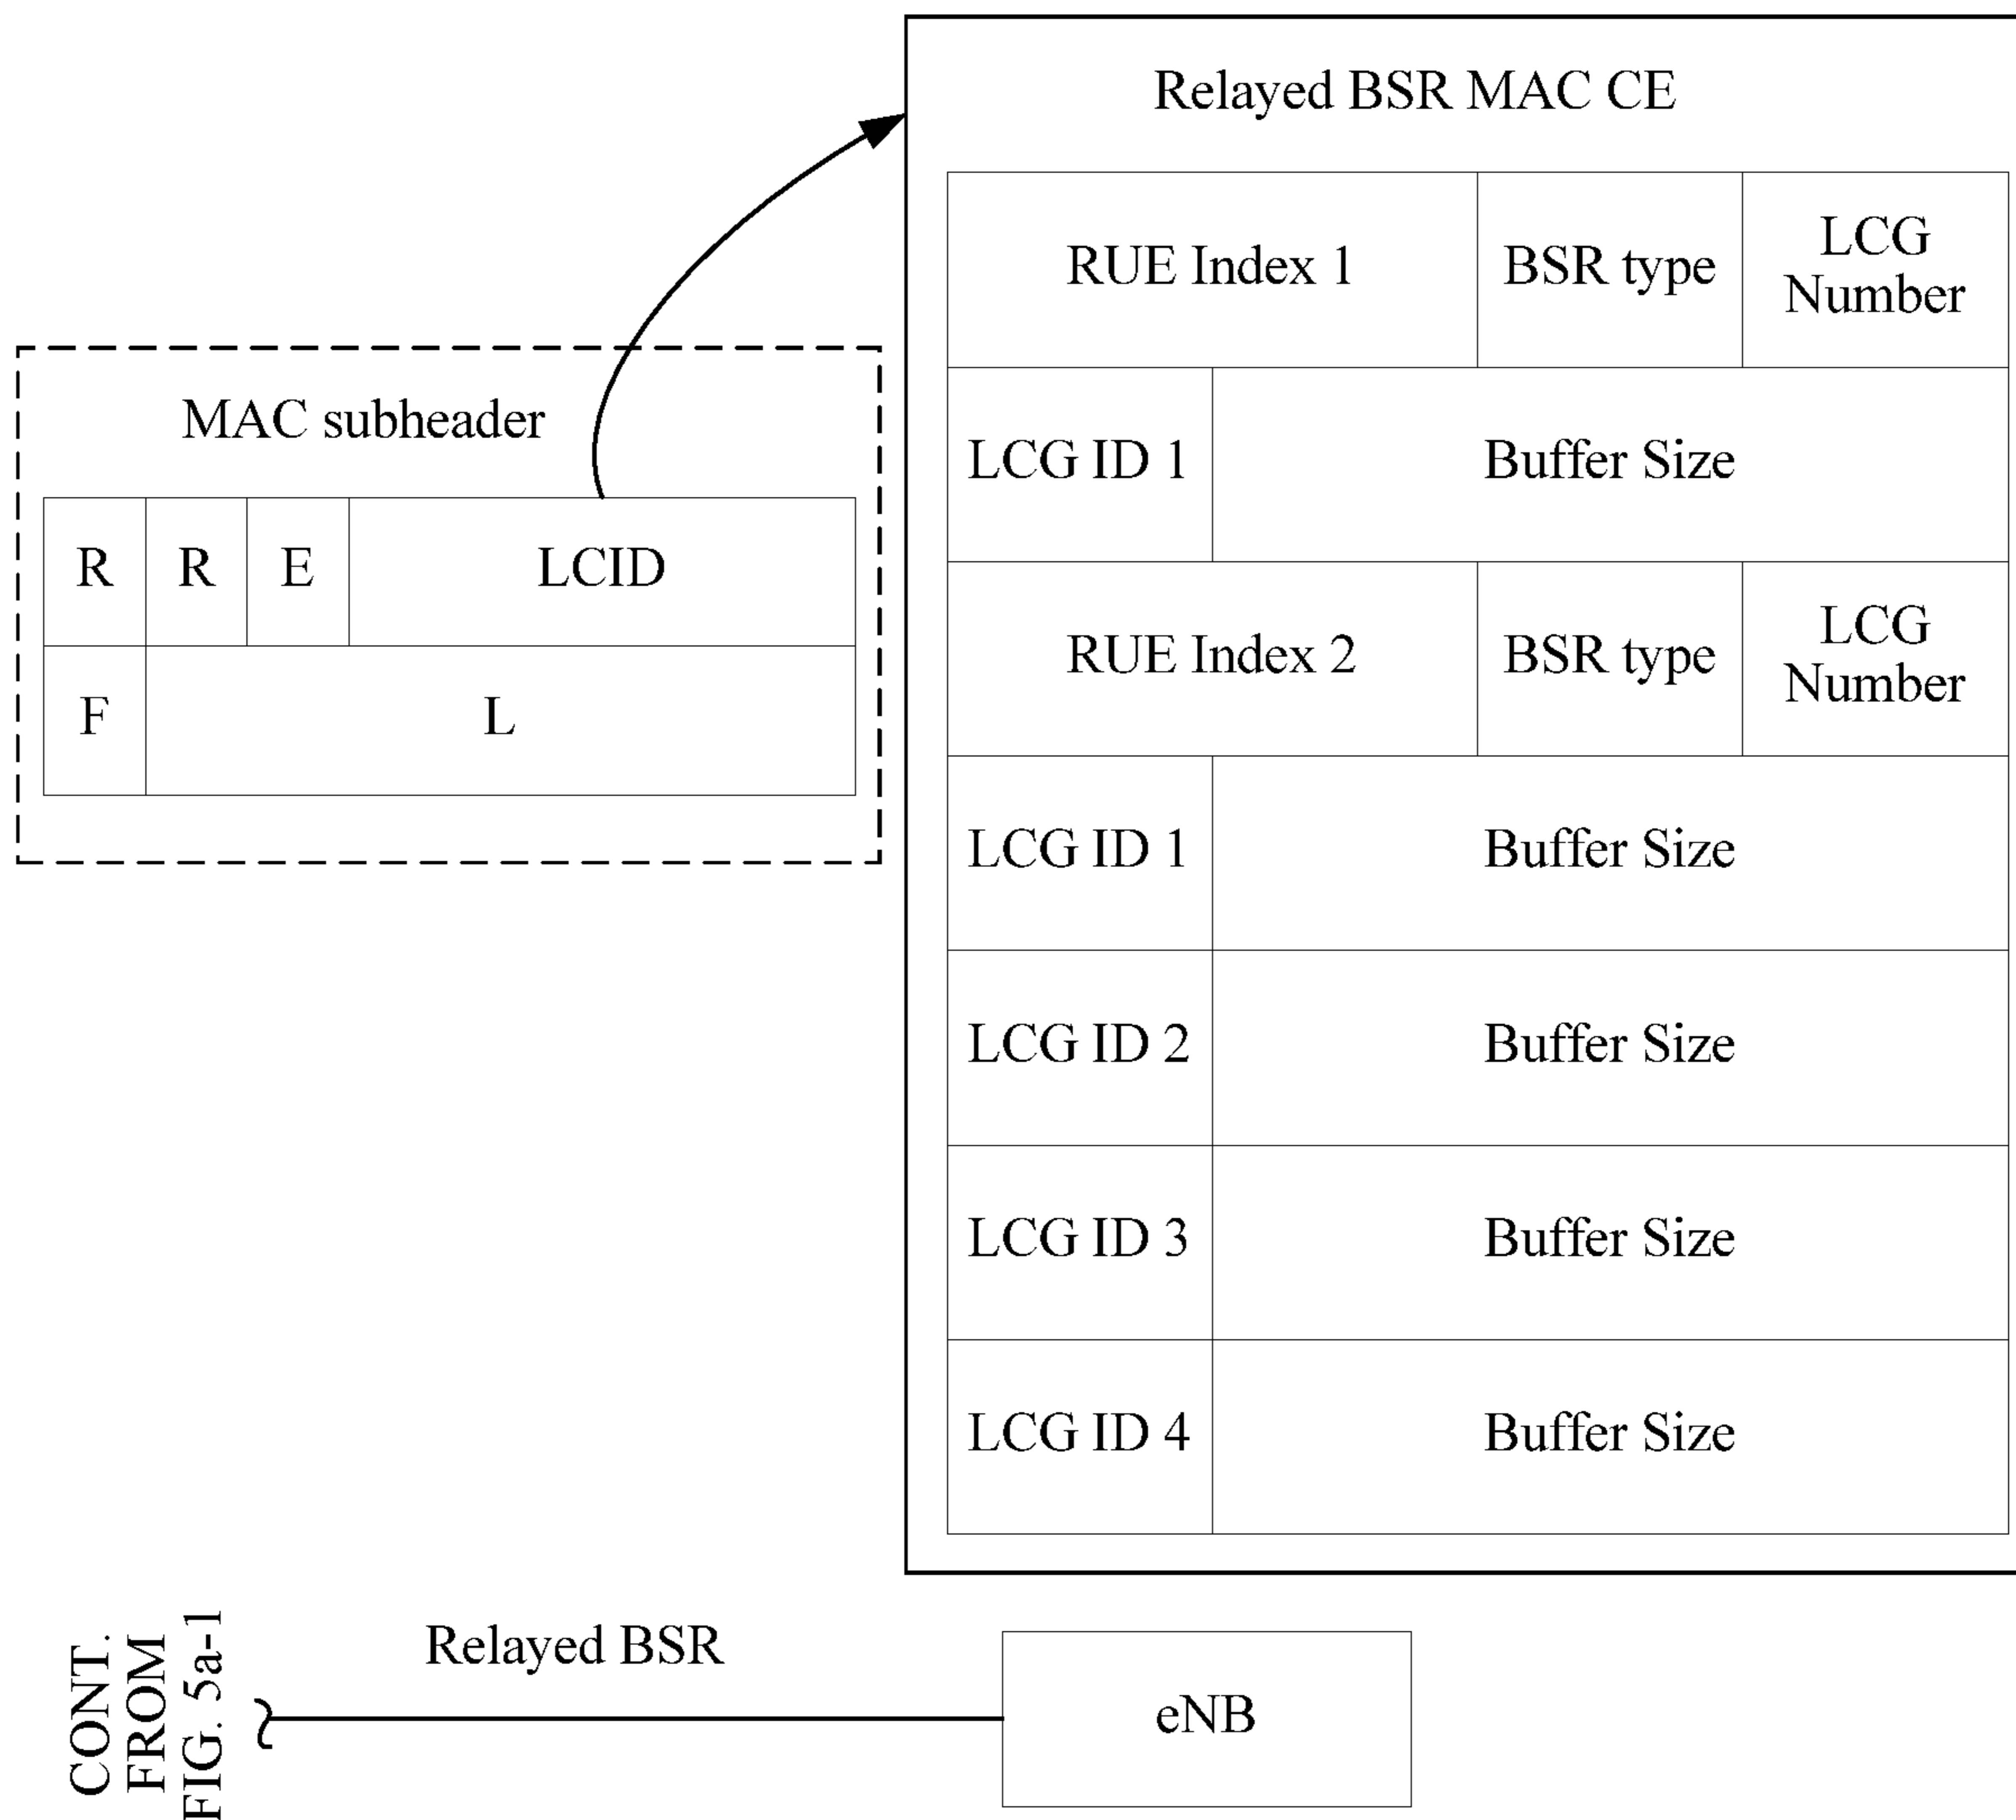 Relayed BSR MAC CE
RUE Index 1 BSR type LCG Number
LCG ID 1 Buffer Size
RUE Index 2 BSR type LCG Number
LCG ID 1 Buffer Size
LCG ID 2 Buffer Size
LCG ID 3 Buffer Size
LCG ID 4 Buffer Size
MAC subheader
R R E LCID
F L
CONT.
FROM
FIG. 5a-1
Relayed BSR
eNB